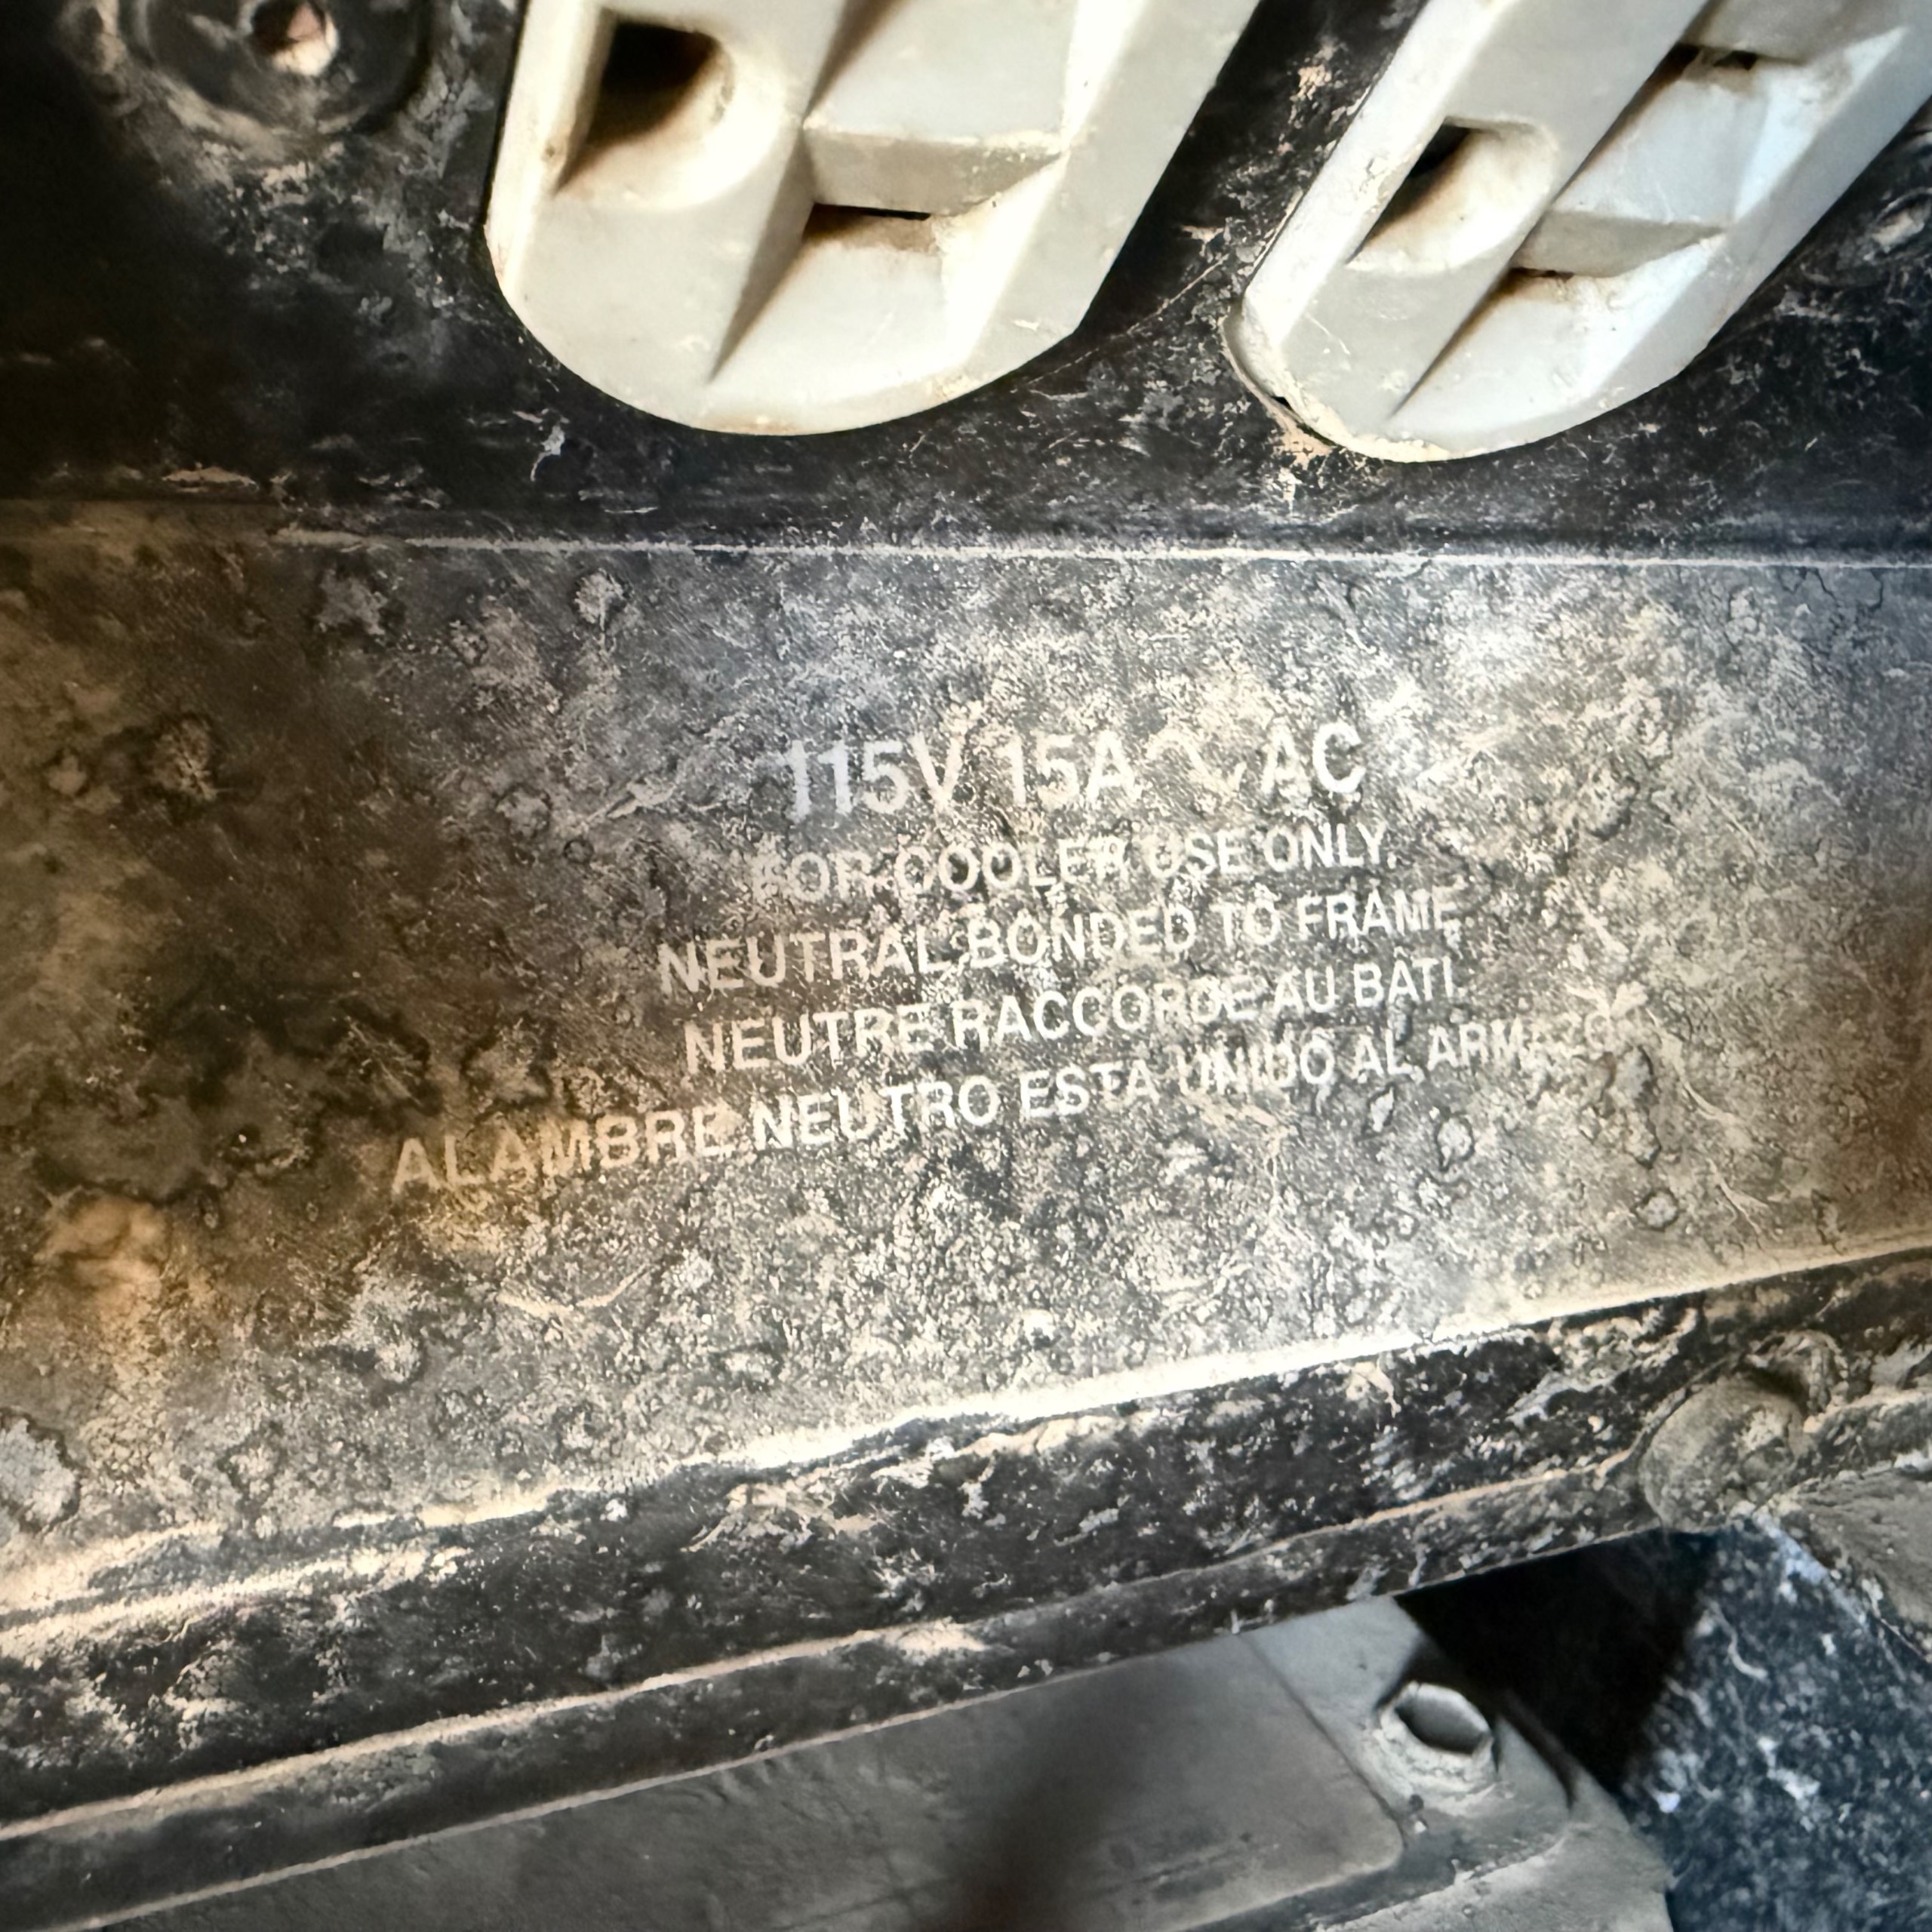 115V 15A ∿ AC
FOR COOLER USE ONLY.
NEUTRAL BONDED TO FRAME
NEUTRE RACCORDE AU BATI.
ALAMBRE NEUTRO ESTA UNIDO AL